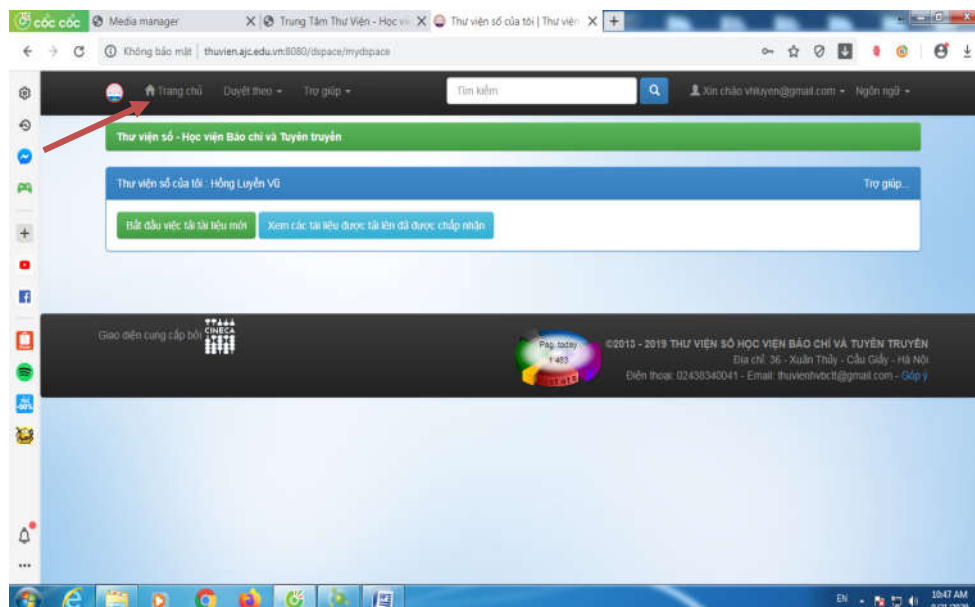 cốc cốc
Media manager
Trung Tâm Thư Viện - Học vi
Thư viện số của tôi | Thư viện
Không bảo mật | thuvien.ajc.edu.vn:8080/dspace/mydspace
Trang chủ
Duyệt theo
Trợ giúp
Tìm kiếm
Xin chào vhluyen@gmail.com
Ngôn ngữ
Thư viện số - Học viện Báo chí và Tuyên truyền
Thư viện số của tôi : Hồng Luyến Vũ
Trợ giúp...
Bắt đầu việc tải tài liệu mới
Xem các tài liệu được tải lên đã được chấp nhận
Giao diện cung cấp bởi
CINECA
Pag. today
1 483
©2013 - 2019 THƯ VIỆN SỐ HỌC VIỆN BÁO CHÍ VÀ TUYÊN TRUYỀN
Địa chỉ: 36 - Xuân Thủy - Cầu Giấy - Hà Nội
Điện thoại: 02438340041 - Email: thuvienhvbctt@gmail.com - Góp ý
EN
10:47 AM